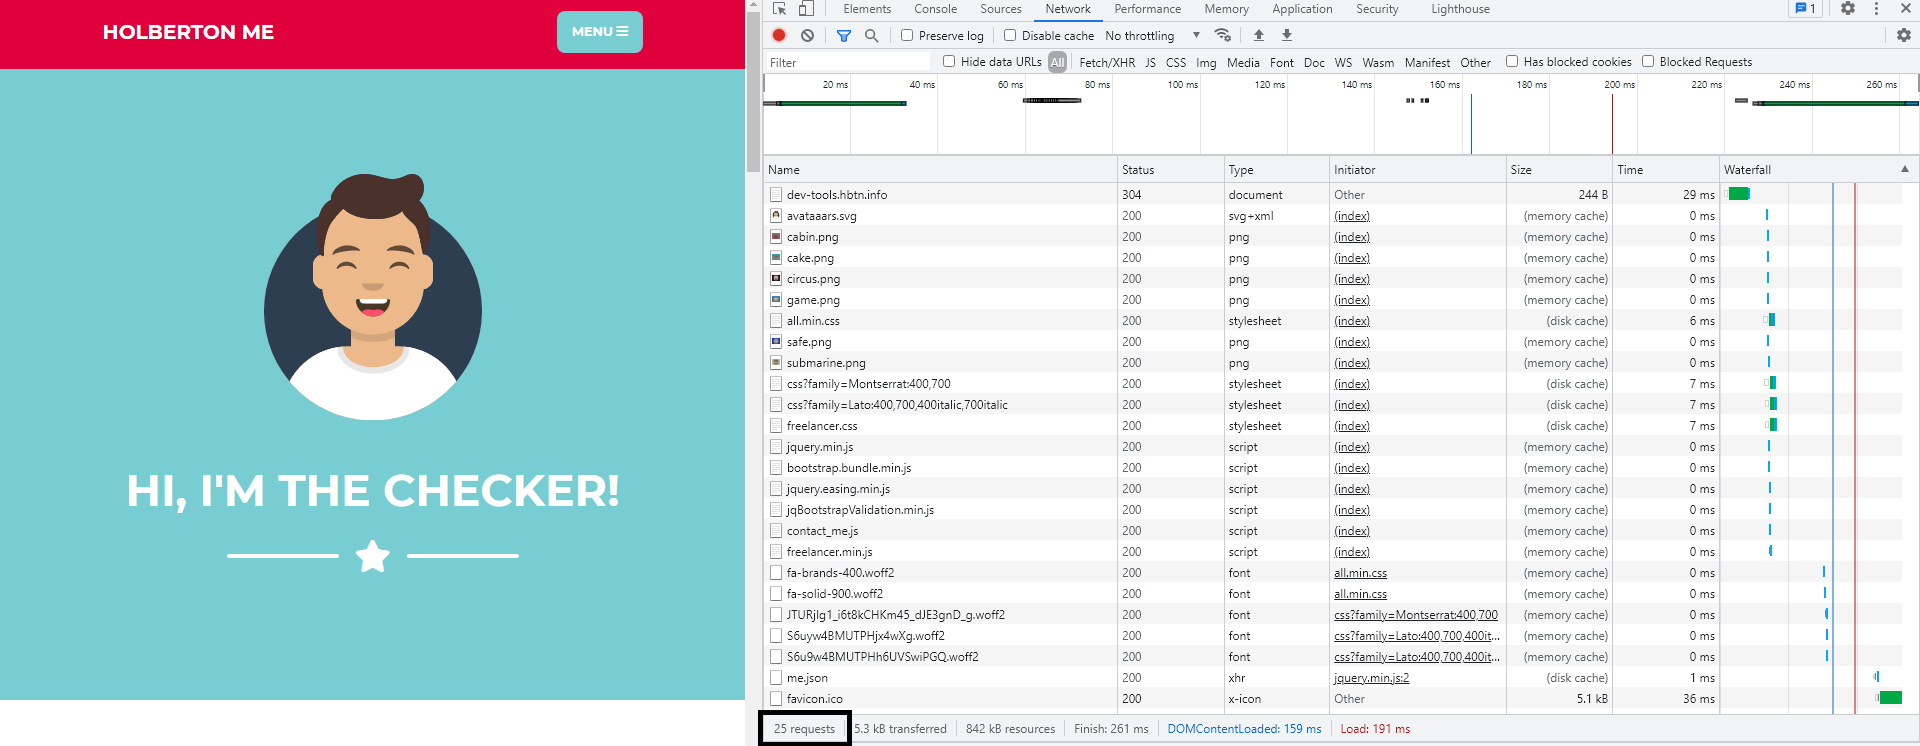 HOLBERTON ME
MENU
HI, I'M THE CHECKER!
Elements Console Sources Network Performance Memory Application Security Lighthouse 1
Preserve log Disable cache No throttling
Filter Hide data URLs All Fetch/XHR JS CSS Img Media Font Doc WS Wasm Manifest Other Has blocked cookies Blocked Requests
20 ms 40 ms 60 ms 80 ms 100 ms 120 ms 140 ms 160 ms 180 ms 200 ms 220 ms 240 ms 260 ms
Name Status Type Initiator Size Time Waterfall
dev-tools.hbtn.info 304 document Other 244 B 29 ms
avataaars.svg 200 svg+xml (index) (memory cache) 0 ms
cabin.png 200 png (index) (memory cache) 0 ms
cake.png 200 png (index) (memory cache) 0 ms
circus.png 200 png (index) (memory cache) 0 ms
game.png 200 png (index) (memory cache) 0 ms
all.min.css 200 stylesheet (index) (disk cache) 6 ms
safe.png 200 png (index) (memory cache) 0 ms
submarine.png 200 png (index) (memory cache) 0 ms
css?family=Montserrat:400,700 200 stylesheet (index) (disk cache) 7 ms
css?family=Lato:400,700,400italic,700italic 200 stylesheet (index) (disk cache) 7 ms
freelancer.css 200 stylesheet (index) (disk cache) 7 ms
jquery.min.js 200 script (index) (memory cache) 0 ms
bootstrap.bundle.min.js 200 script (index) (memory cache) 0 ms
jquery.easing.min.js 200 script (index) (memory cache) 0 ms
jqBootstrapValidation.min.js 200 script (index) (memory cache) 0 ms
contact_me.js 200 script (index) (memory cache) 0 ms
freelancer.min.js 200 script (index) (memory cache) 0 ms
fa-brands-400.woff2 200 font all.min.css (memory cache) 0 ms
fa-solid-900.woff2 200 font all.min.css (memory cache) 0 ms
JTURjIg1_i6t8kCHKm45_dJE3gnD_g.woff2 200 font css?family=Montserrat:400,700 (memory cache) 0 ms
S6uyw4BMUTPHjx4wXg.woff2 200 font css?family=Lato:400,700,400it... (memory cache) 0 ms
S6u9w4BMUTPHh6UVSwiPGQ.woff2 200 font css?family=Lato:400,700,400it... (memory cache) 0 ms
me.json 200 xhr jquery.min.js:2 (disk cache) 1 ms
favicon.ico 200 x-icon Other 5.1 kB 36 ms
25 requests 5.3 kB transferred 842 kB resources Finish: 261 ms DOMContentLoaded: 159 ms Load: 191 ms